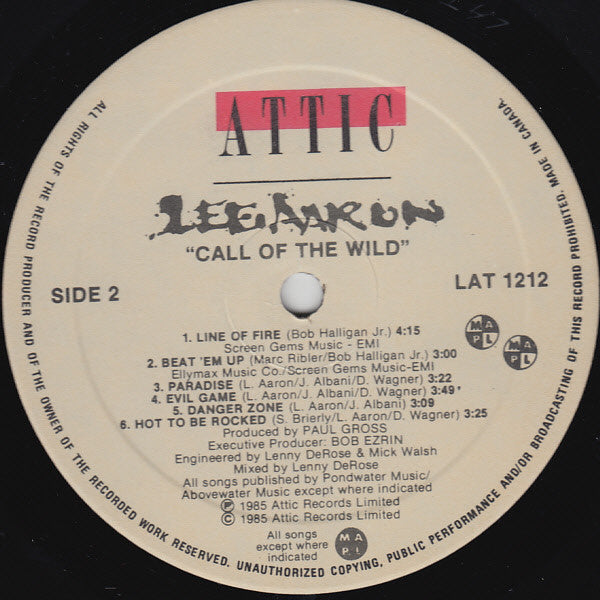 ATTIC
LEE AARON
"CALL OF THE WILD"
SIDE 2
LAT 1212
1. LINE OF FIRE (Bob Halligan Jr.) 4:15
Screen Gems Music - EMI
2. BEAT 'EM UP (Marc Ribler/Bob Halligan Jr.) 3:00
Ellymax Music Co./Screen Gems Music-EMI
3. PARADISE (L. Aaron/J. Albani/D. Wagner) 3:22
4. EVIL GAME (L. Aaron/J. Albani/D. Wagner) 3:49
5. DANGER ZONE (L. Aaron/J. Albani) 3:09
6. HOT TO BE ROCKED (S. Brierly/L. Aaron/D. Wagner) 3:25
Produced by PAUL GROSS
Executive Producer: BOB EZRIN
Engineered by Lenny DeRose & Mick Walsh
Mixed by Lenny DeRose
All songs published by Pondwater Music/
Abovewater Music except where indicated
Ⓟ 1985 Attic Records Limited
© 1985 Attic Records Limited
All songs
except where
indicated
M A P L
M A P L
M A P L
ALL RIGHTS OF THE RECORD PRODUCER AND OF THE OWNER OF THE RECORDED WORK RESERVED. UNAUTHORIZED COPYING, PUBLIC PERFORMANCE AND/OR BROADCASTING OF THIS RECORD PROHIBITED. MADE IN CANADA.